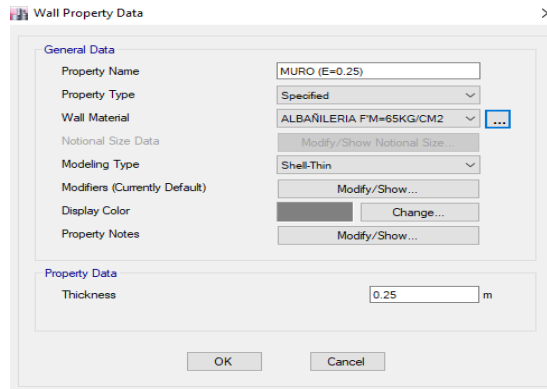 Wall Property Data
General Data
Property Name MURO (E=0.25)
Property Type Specified
Wall Material ALBAÑILERIA F'M=65KG/CM2 ...
Notional Size Data Modify/Show Notional Size...
Modeling Type Shell-Thin
Modifiers (Currently Default) Modify/Show...
Display Color Change...
Property Notes Modify/Show...
Property Data
Thickness 0.25 m
OK Cancel